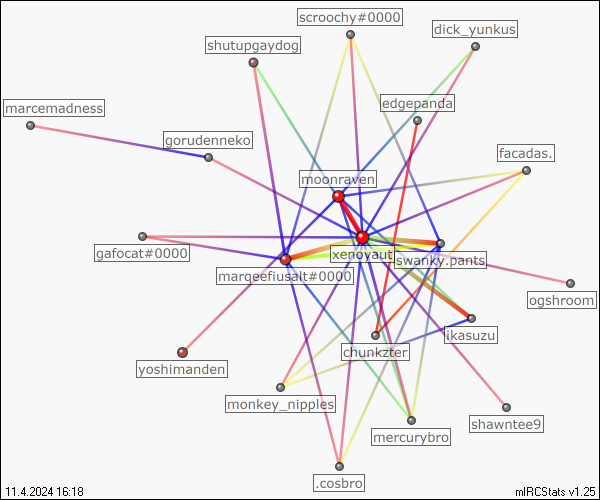 scroochy#0000
dick_yunkus
shutupgaydog
edgepanda
marcemadness
gorudenneko
facadas.
moonraven
xenoyaut
swanky.pants
gafocat#0000
marqeefiusalt#0000
ogshroom
ikasuzu
chunkzter
yoshimanden
monkey_nipples
shawntee9
mercurybro
.cosbro
11.4.2024 16:18
mIRCStats v1.25